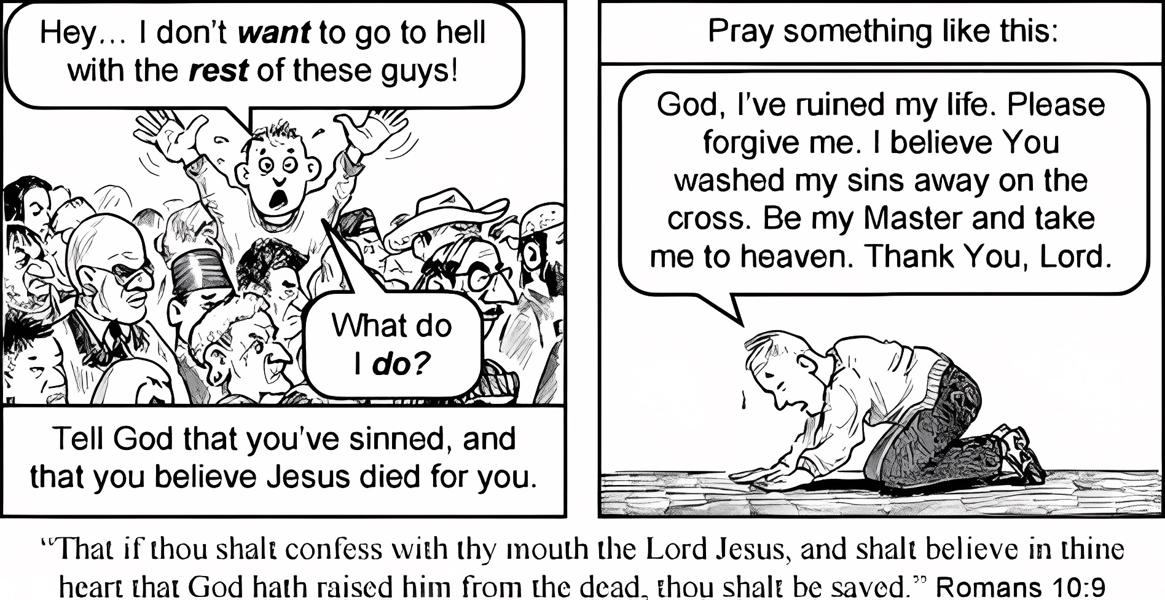 Hey... I don't want to go to hell
with the rest of these guys!
What do
I do?
Tell God that you've sinned, and
that you believe Jesus died for you.
Pray something like this:
God, I've ruined my life. Please
forgive me. I believe You
washed my sins away on the
cross. Be my Master and take
me to heaven. Thank You, Lord.
“That if thou shalt confess with thy mouth the Lord Jesus, and shalt believe in thine
heart that God hath raised him from the dead, thou shalt be saved.” Romans 10:9